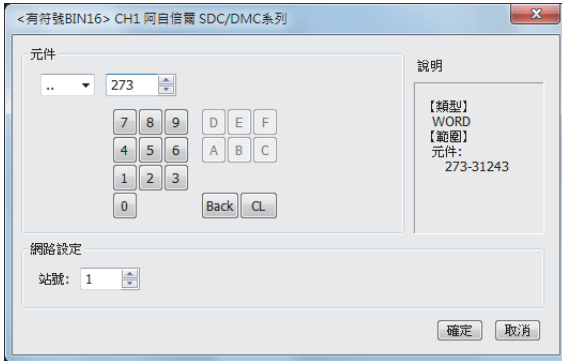 <有符號BIN16> CH1 阿自倍爾 SDC/DMC系列
元件
.. 273
7 8 9 D E F
4 5 6 A B C
1 2 3
0 Back CL
說明
【類型】
WORD
【範圍】
元件:
273-31243
網路設定
站號: 1
確定 取消